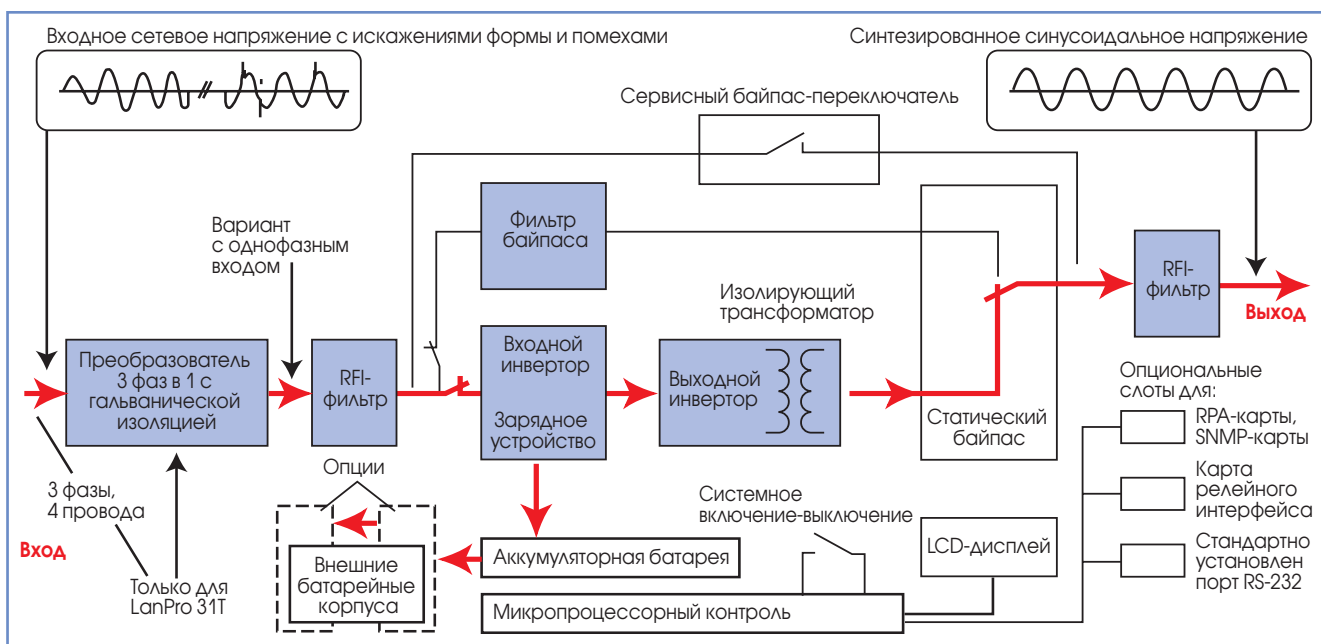 Входное сетевое напряжение с искажениями формы и помехами
Синтезированное синусоидальное напряжение
Сервисный байпас-переключатель
Вариант
с однофазным
входом
Фильтр
байпаса
Изолирующий
трансформатор
RFI-
фильтр
Выход
Преобразователь
3 фаз в 1 с
гальванической
изоляцией
RFI-
фильтр
Входной
инвертор
Зарядное
устройство
Выходной
инвертор
Статический
байпас
Опциональные
слоты для:
RPA-карты,
SNMP-карты
Карта
релейного
интерфейса
Стандартно
установлен
порт RS-232
3 фазы,
4 провода
Вход
Только для
LanPro 31T
Опции
Внешние
батарейные
корпуса
Аккумуляторная батарея
Системное
включение-выключение
LCD-дисплей
Микропроцессорный контроль